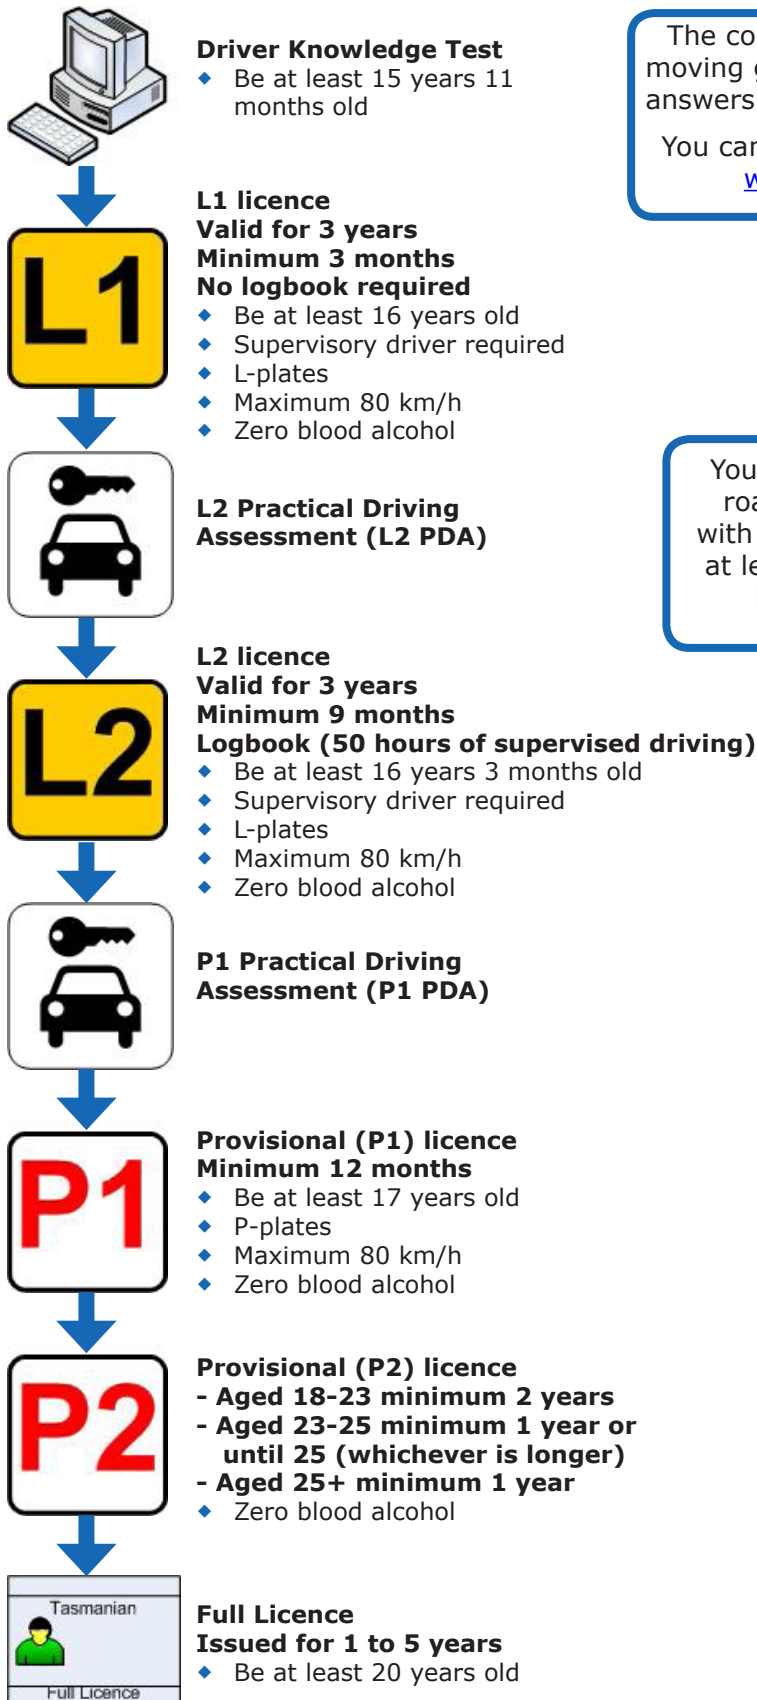 Driver Knowledge Test
Be at least 15 years 11
months old
The
moving
answers
You
L1 licence
Valid for 3 years
Minimum 3 months
No logbook required
Be at least 16 years old
Supervisory driver required
L-plates
Maximum 80 km/h
Zero blood alcohol
L1
You
with
at
L2 Practical Driving
Assessment (L2 PDA)
L2 licence
Valid for 3 years
Minimum 9 months
Logbook (50 hours of supervised driving)
Be at least 16 years 3 months old
Supervisory driver required
L-plates
Maximum 80 km/h
Zero blood alcohol
L2
P1 Practical Driving
Assessment (P1 PDA)
Provisional (P1) licence
Minimum 12 months
Be at least 17 years old
P-plates
Maximum 80 km/h
Zero blood alcohol
P1
Provisional (P2) licence
- Aged 18-23 minimum 2 years
- Aged 23-25 minimum 1 year or
until 25 (whichever is longer)
- Aged 25+ minimum 1 year
Zero blood alcohol
P2
Tasmanian
Full Licence
Full Licence
Issued for 1 to 5 years
Be at least 20 years old